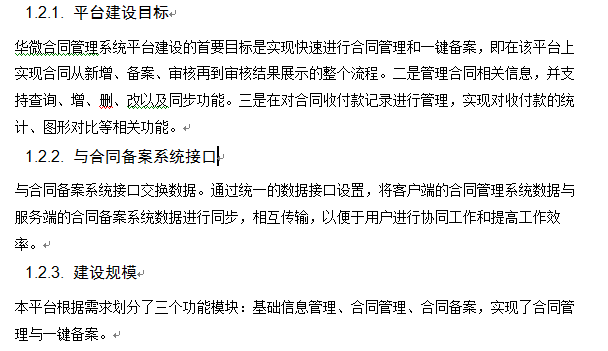 1.2.1. 平台建设目标
华微合同管理系统平台建设的首要目标是实现快速进行合同管理和一键备案，即在该平台上
实现合同从新增、备案、审核再到审核结果展示的整个流程。二是管理合同相关信息，并支
持查询、增、删、改以及同步功能。三是在对合同收付款记录进行管理，实现对收付款的统
计、图形对比等相关功能。
1.2.2. 与合同备案系统接口
与合同备案系统接口交换数据。通过统一的数据接口设置，将客户端的合同管理系统数据与
服务端的合同备案系统数据进行同步，相互传输，以便于用户进行协同工作和提高工作效
率。
1.2.3. 建设规模
本平台根据需求划分了三个功能模块：基础信息管理、合同管理、合同备案，实现了合同管
理与一键备案。